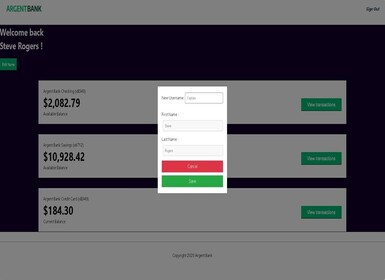 ARGENTBANK
Sign Out
Welcome back
Steve Rogers !
Edit Name
Argent Bank Checking (x8349)
$2,082.79
Available Balance
View transactions
Argent Bank Savings (x6712)
$10,928.42
Available Balance
View transactions
Argent Bank Credit Card (x8349)
$184.30
Current Balance
View transactions
New Username:
First Name:
Steve
Last Name:
Rogers
Cancel
Save
Copyright 2020 Argent Bank